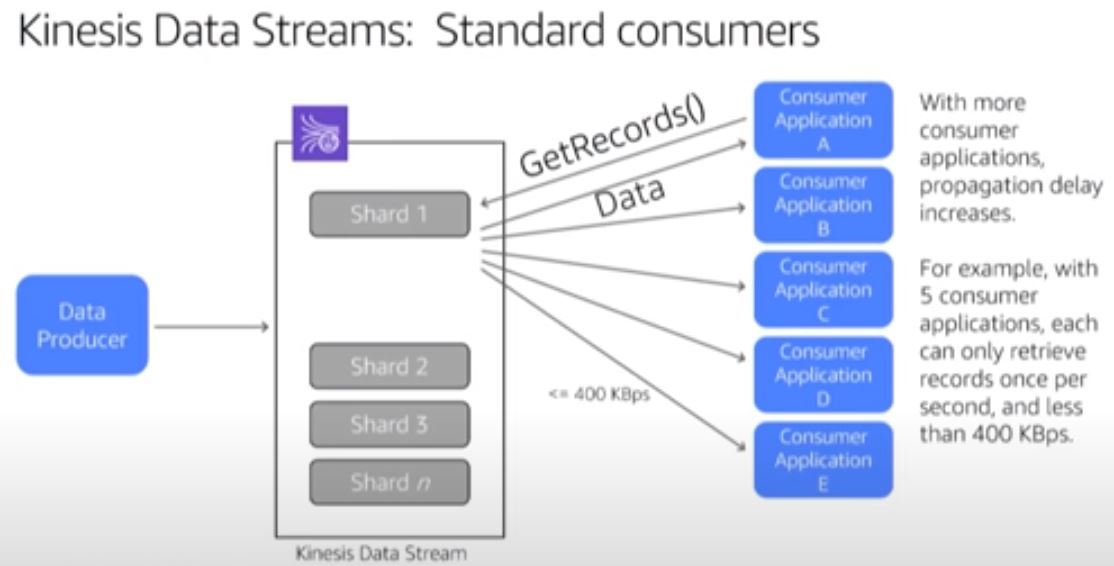 Kinesis Data Streams: Standard consumers
Data
Producer
Shard 1
Shard 2
Shard 3
Shard n
Kinesis Data Stream
GetRecords()
Data
<= 400 KBps
Consumer
Application
A
Consumer
Application
B
Consumer
Application
C
Consumer
Application
D
Consumer
Application
E
With more
consumer
applications,
propagation delay
increases.
For example, with
5 consumer
applications, each
can only retrieve
records once per
second, and less
than 400 KBps.